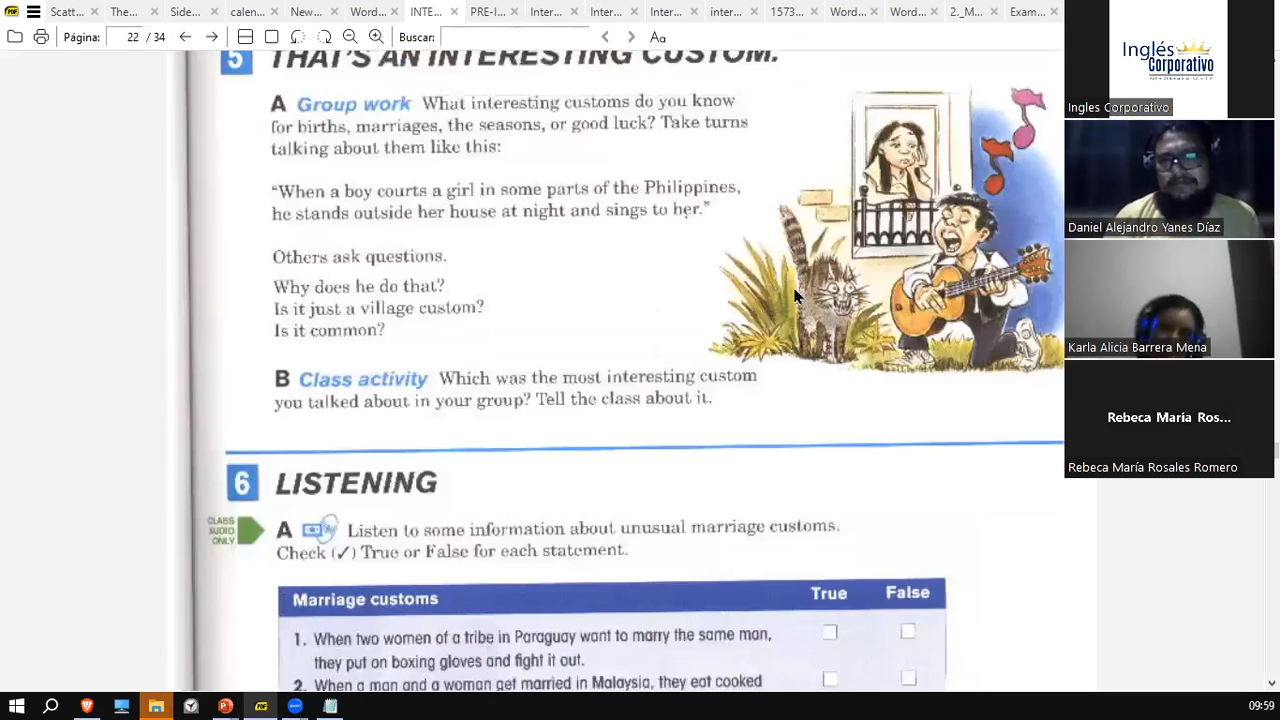 Scatt...
The...
Side...
calen...
New...
Word...
INTE...
PRE-I...
Inter...
Inter...
Inter...
inter...
1573...
Word...
Word...
2._M...
Exam...
Página:
22 / 34
Buscar:
5 THAT'S AN INTERESTING CUSTOM.
A Group work What interesting customs do you know
for births, marriages, the seasons, or good luck? Take turns
talking about them like this:
"When a boy courts a girl in some parts of the Philippines,
he stands outside her house at night and sings to her."
Others ask questions.
Why does he do that?
Is it just a village custom?
Is it common?
B Class activity Which was the most interesting custom
you talked about in your group? Tell the class about it.
6 LISTENING
CLASS
AUDIO
ONLY
A Listen to some information about unusual marriage customs.
Check (✓) True or False for each statement.
Marriage customs True False
1. When two women of a tribe in Paraguay want to marry the same man,
they put on boxing gloves and fight it out.
2. When a man and a woman get married in Malaysia, they eat cooked
Inglés
Corporativo
Ingles Corporativo
Daniel Alejandro Yanes Díaz
Karla Alicia Barrera Mena
Rebeca María Ros...
Rebeca María Rosales Romero
09:59